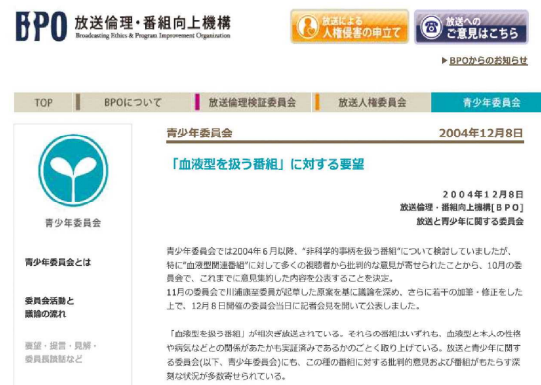 BPO 放送倫理・番組向上機構
Broadcasting Ethics & Program Improvement Organization
放送による
人権侵害の申立て
放送への
ご意見はこちら
▶ BPOからのお知らせ
TOP
BPOについて
放送倫理検証委員会
放送人権委員会
青少年委員会
青少年委員会
青少年委員会とは
委員会活動と
議論の流れ
要望・提言・見解・
委員長談話など
青少年委員会 2004年12月8日
「血液型を扱う番組」に対する要望
2004年12月8日
放送倫理・番組向上機構[BPO]
放送と青少年に関する委員会
青少年委員会では2004年6月以降、“非科学的事柄を扱う番組”について検討していましたが、
特に“血液型関連番組”に対して多くの視聴者から批判的な意見が寄せられたことから、10月の委
員会で、これまでに意見集約した内容を公表することを決定。
11月の委員会で川浦康至委員が起草した原案を基に議論を深め、さらに若干の加筆・修正をした
上で、12月8日開催の委員会当日に記者会見を開いて公表しました。
「血液型を扱う番組」が相次ぎ放送されている。それらの番組はいずれも、血液型と本人の性格
や病気などとの関係があたかも実証済みであるかのごとく取り上げている。放送と青少年に関す
る委員会(以下、青少年委員会)にも、この種の番組に対する批判的意見および番組がもたらす深
刻な状況が多数寄せられている。